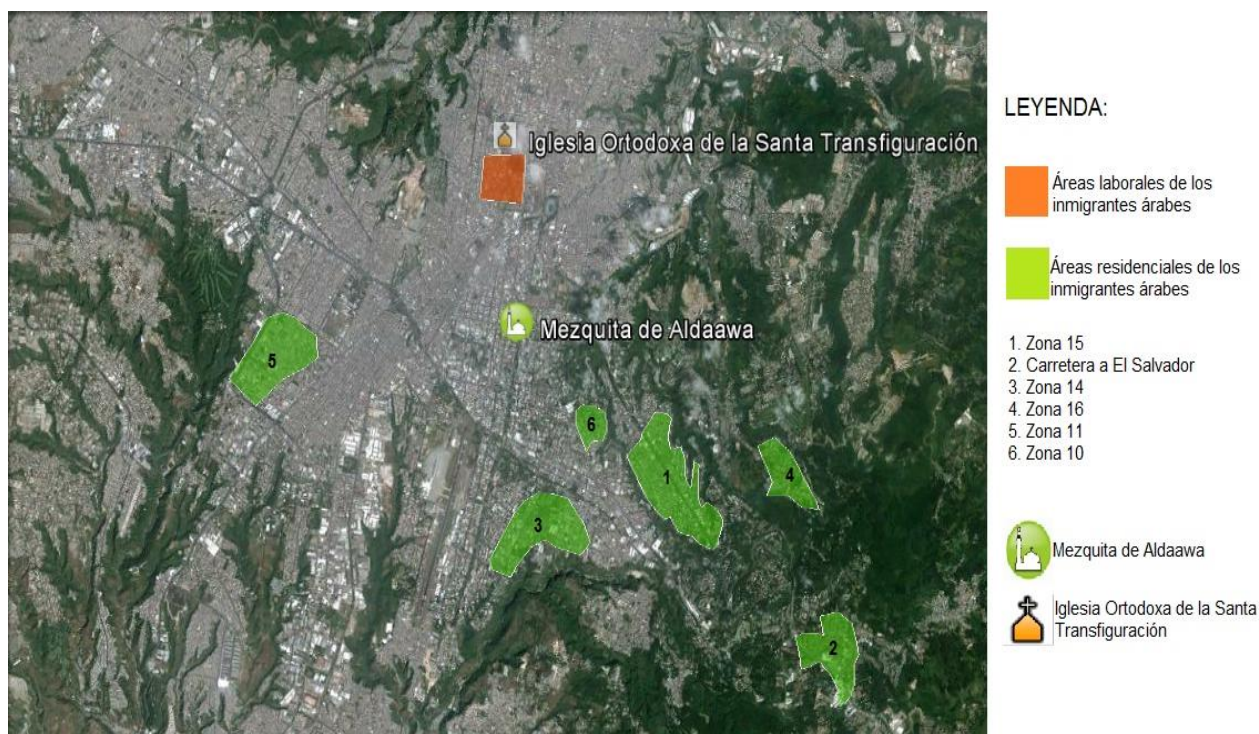 Iglesia Ortodoxa de la Santa Transfiguración
Mezquita de Aldaawa
5
6
1
4
3
2
LEYENDA:
Áreas laborales de los
inmigrantes árabes
Áreas residenciales de los
inmigrantes árabes
1. Zona 15
2. Carretera a El Salvador
3. Zona 14
4. Zona 16
5. Zona 11
6. Zona 10
Mezquita de Aldaawa
Iglesia Ortodoxa de la Santa
Transfiguración